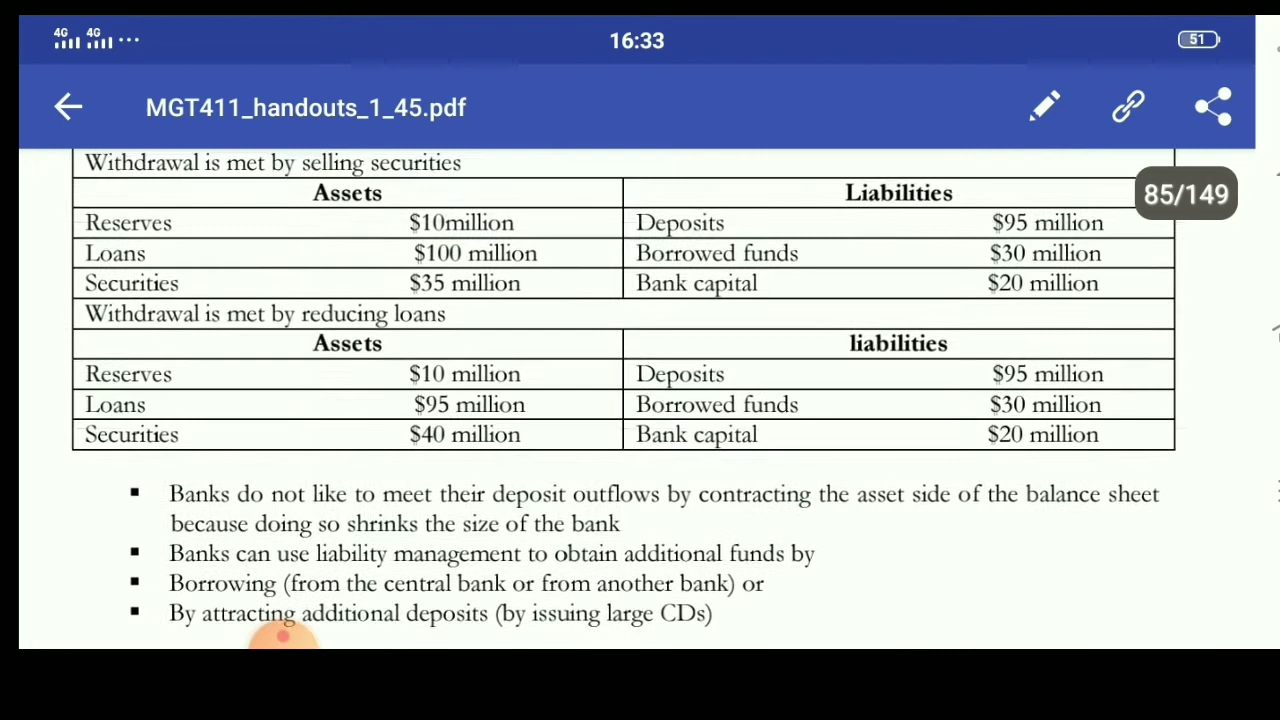 4G 4G 16:33 51
MGT411_handouts_1_45.pdf
85/149
Withdrawal is met by selling securities
Assets Liabilities
Reserves $10million Deposits $95 million
Loans $100 million Borrowed funds $30 million
Securities $35 million Bank capital $20 million
Withdrawal is met by reducing loans
Assets liabilities
Reserves $10 million Deposits $95 million
Loans $95 million Borrowed funds $30 million
Securities $40 million Bank capital $20 million
▪ Banks do not like to meet their deposit outflows by contracting the asset side of the balance sheet
because doing so shrinks the size of the bank
▪ Banks can use liability management to obtain additional funds by
▪ Borrowing (from the central bank or from another bank) or
▪ By attracting additional deposits (by issuing large CDs)